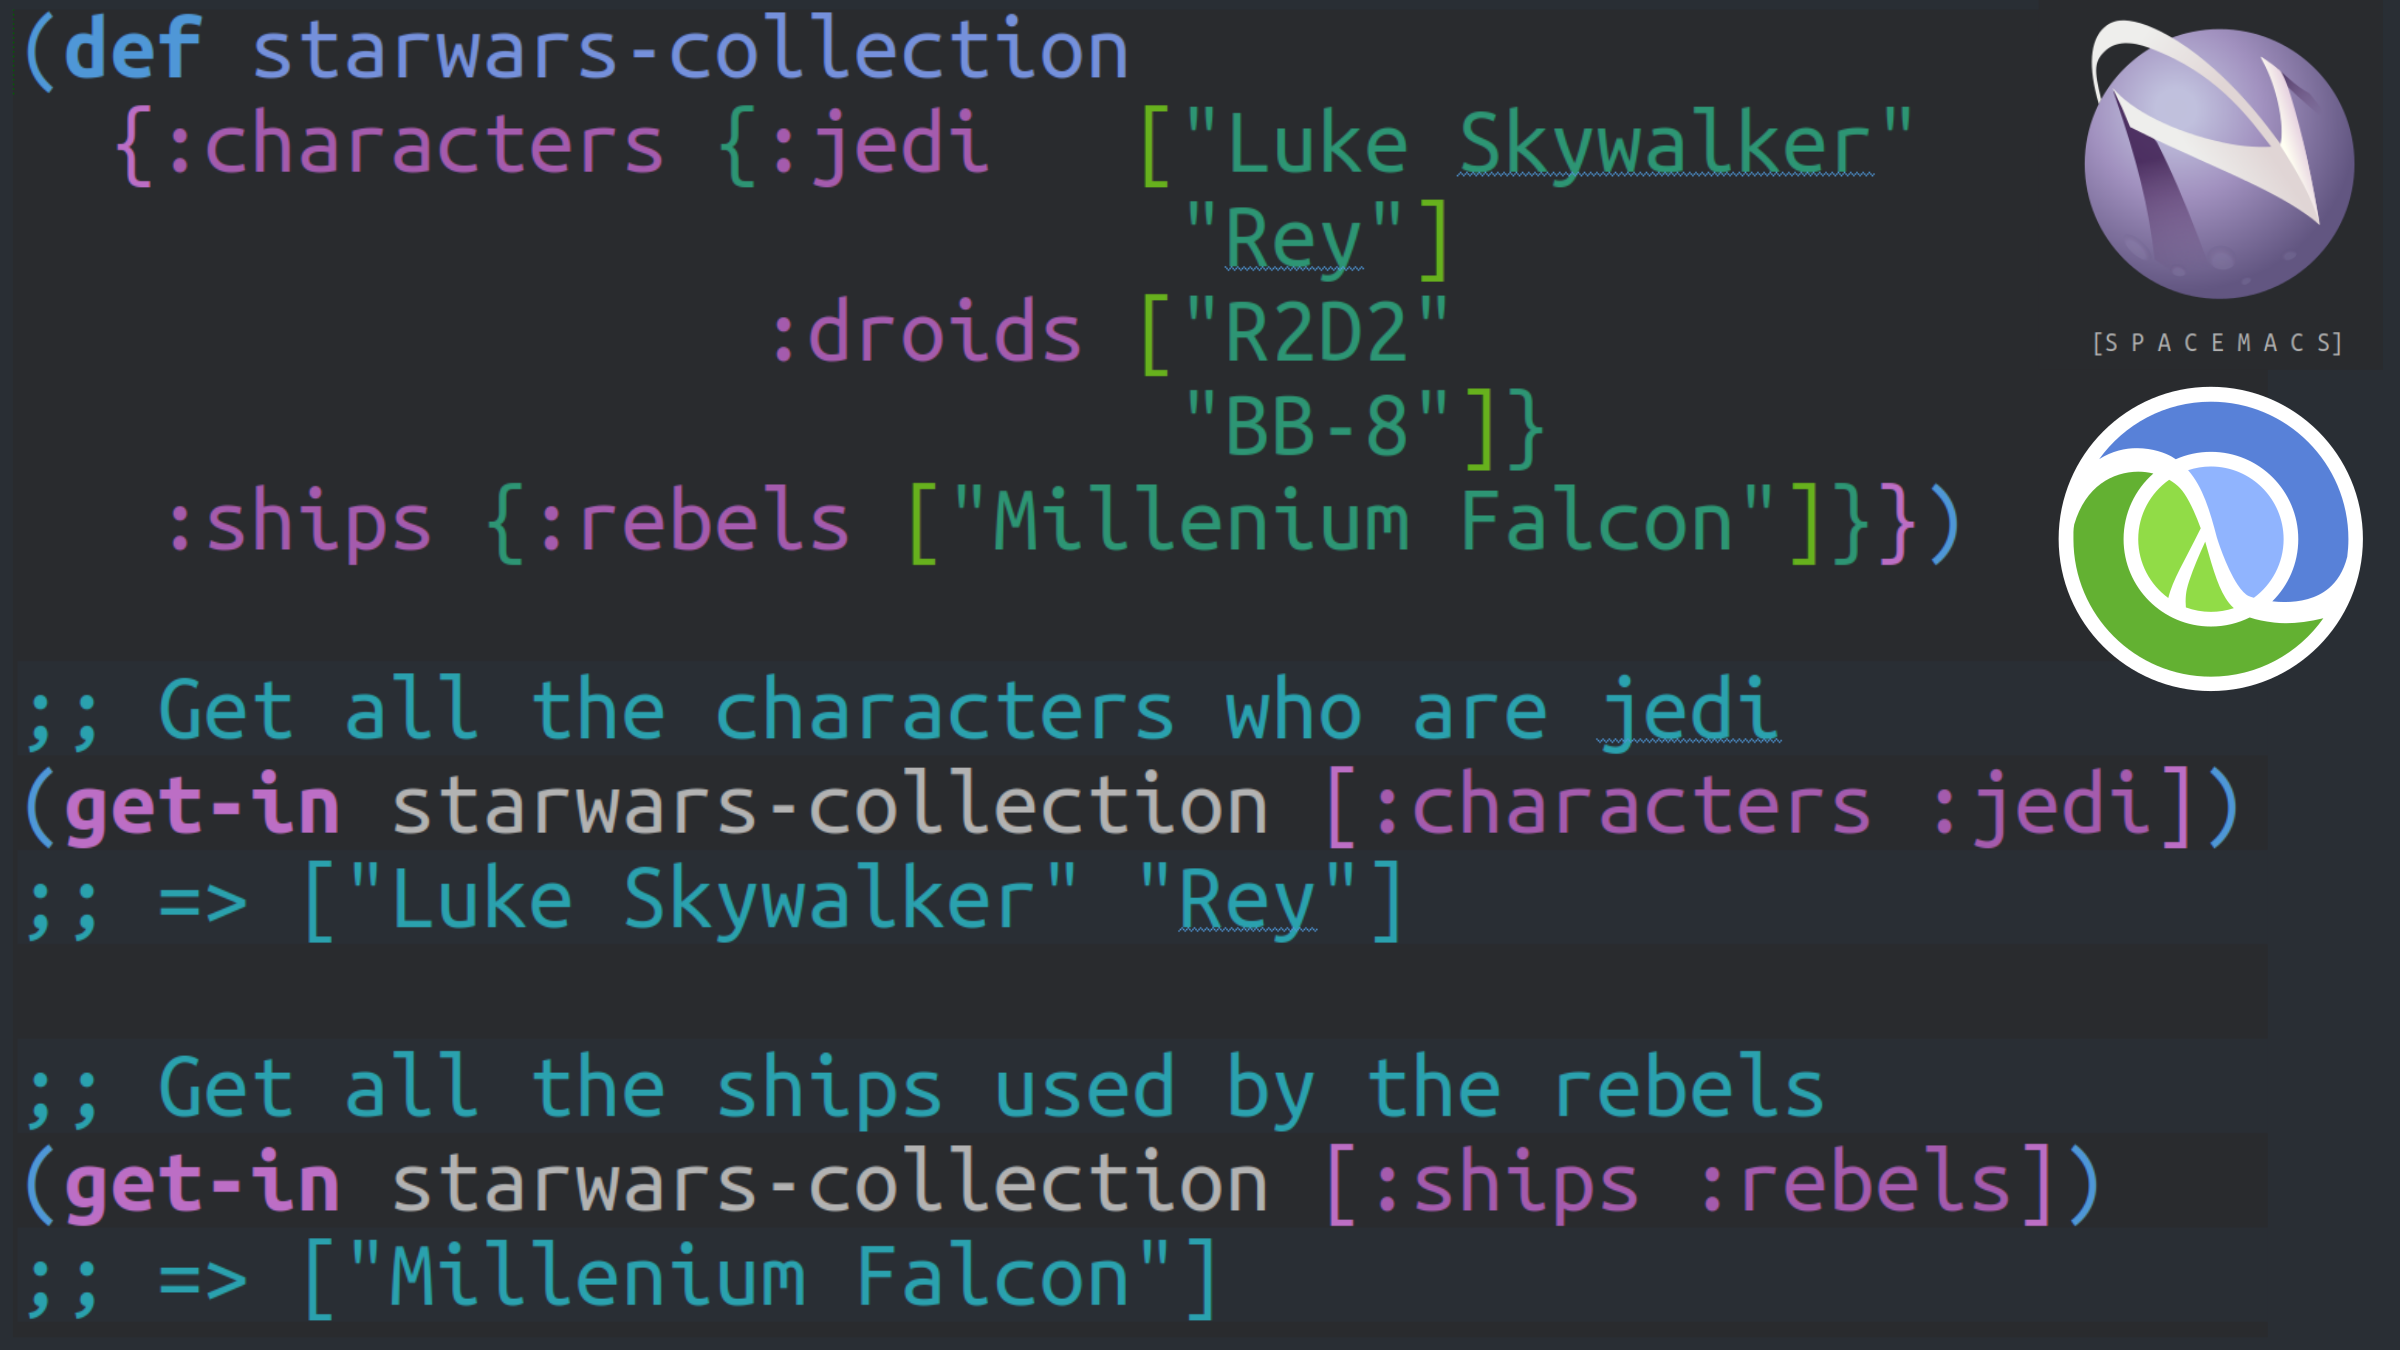 (def starwars-collection
  {:characters {:jedi   ["Luke Skywalker"
                         "Rey"]
                :droids ["R2D2"
                         "BB-8"]}
   :ships {:rebels ["Millenium Falcon"]}})
;; Get all the characters who are jedi
(get-in starwars-collection [:characters :jedi])
;; => ["Luke Skywalker" "Rey"]
;; Get all the ships used by the rebels
(get-in starwars-collection [:ships :rebels])
;; => ["Millenium Falcon"]
[SPACEMACS]